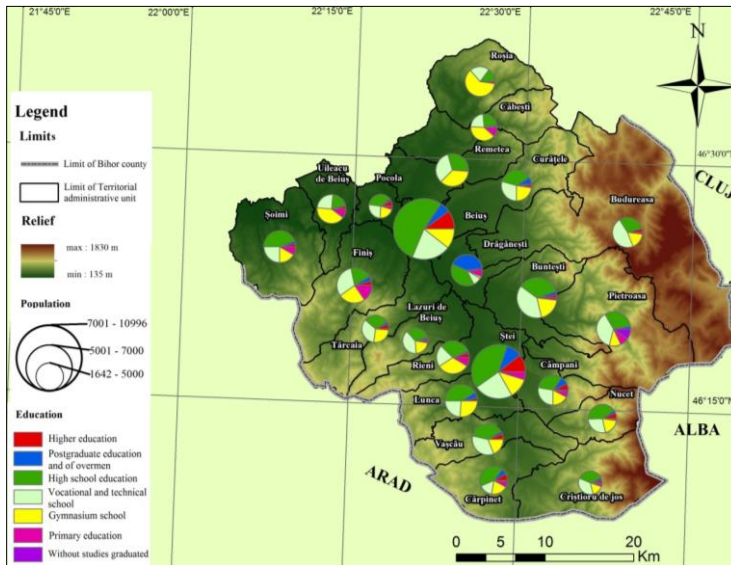 21°45'0"E
22°0'0"E
22°15'0"E
22°30'0"E
22°45'0"E
N
Roșia
Căbești
46°30'0"N
CLUJ
Remetea
Curățele
Uileacu
de Beiuș
Pocola
Budureasa
Șoimi
Beiuș
Drăgănești
Finiș
Buntești
Pietroasa
Lazuri de
Beiuș
Tărcaia
Ștei
Rieni
Câmpani
Nucet
46°15'0"N
Lunca
ALBA
Vașcău
ARAD
Cărpinet
Criștioru de jos
0 5 10 20
Km
Legend
Limits
Limit of Bihor county
Limit of Territorial
administrative unit
Relief
max : 1830 m
min : 135 m
Population
7001 - 10996
5001 - 7000
1642 - 5000
Education
Higher education
Postgraduate education
and of overmen
High school education
Vocational and technical
school
Gymnasium school
Primary education
Without studies graduated